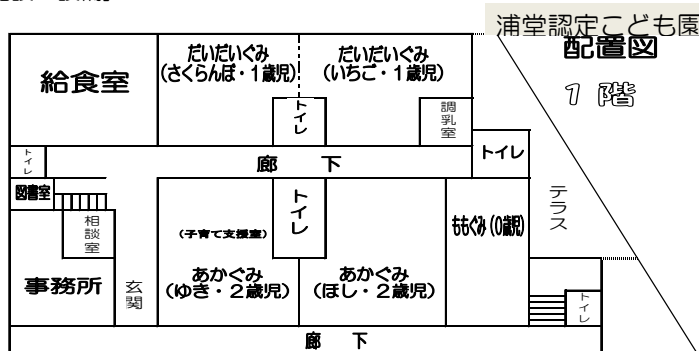 浦堂認定こども園
配置図
1 階
給食室
だいだいぐみ
(さくらんぼ・1歳児)
だいだいぐみ
(いちご・1歳児)
トイレ
調乳室
トイレ
トイレ
廊 下
図書室
相談室
事務所
玄関
(子育て支援室)
あかぐみ
(ゆき・2歳児)
トイレ
あかぐみ
(ほし・2歳児)
ももぐみ(0歳児)
テラス
トイレ
廊 下